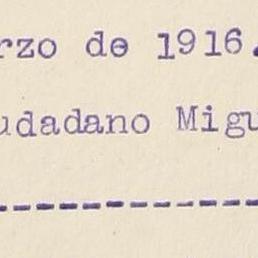 rzo de 1916.
udadano Migu
-----------